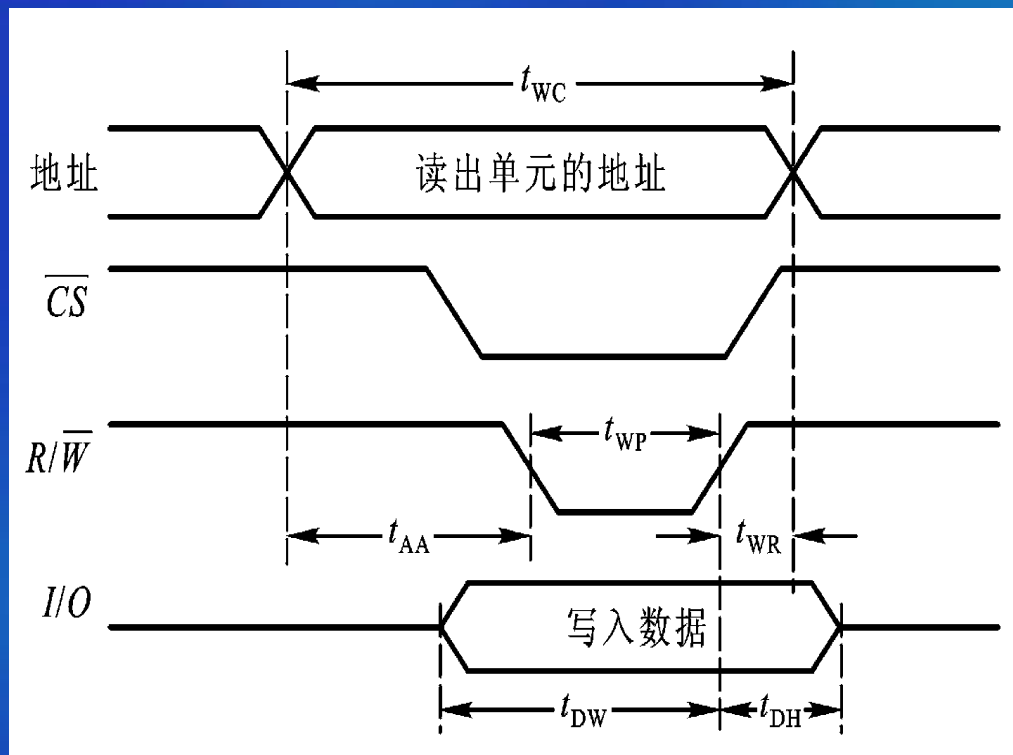 t_WC
地址
读出单元的地址
C̅S̅
R/W̅
t_WP
t_AA
t_WR
I/O
写入数据
t_DW
t_DH